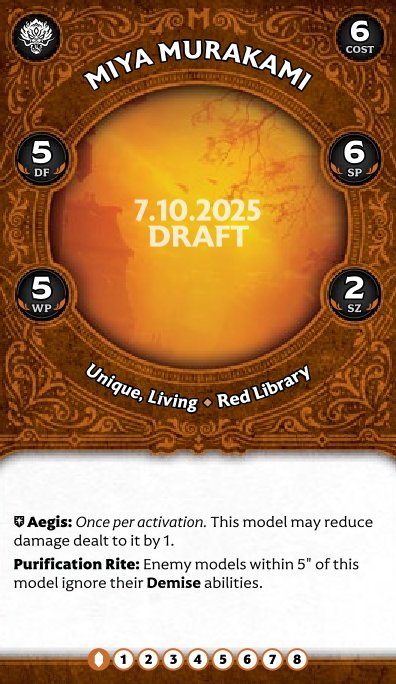 MIYA MURAKAMI
6
COST
5
DF
6
SP
7.10.2025
DRAFT
5
WP
2
SZ
Unique, Living ◆ Red Library
Aegis: Once per activation. This model may reduce
damage dealt to it by 1.
Purification Rite: Enemy models within 5" of this
model ignore their Demise abilities.
1 2 3 4 5 6 7 8